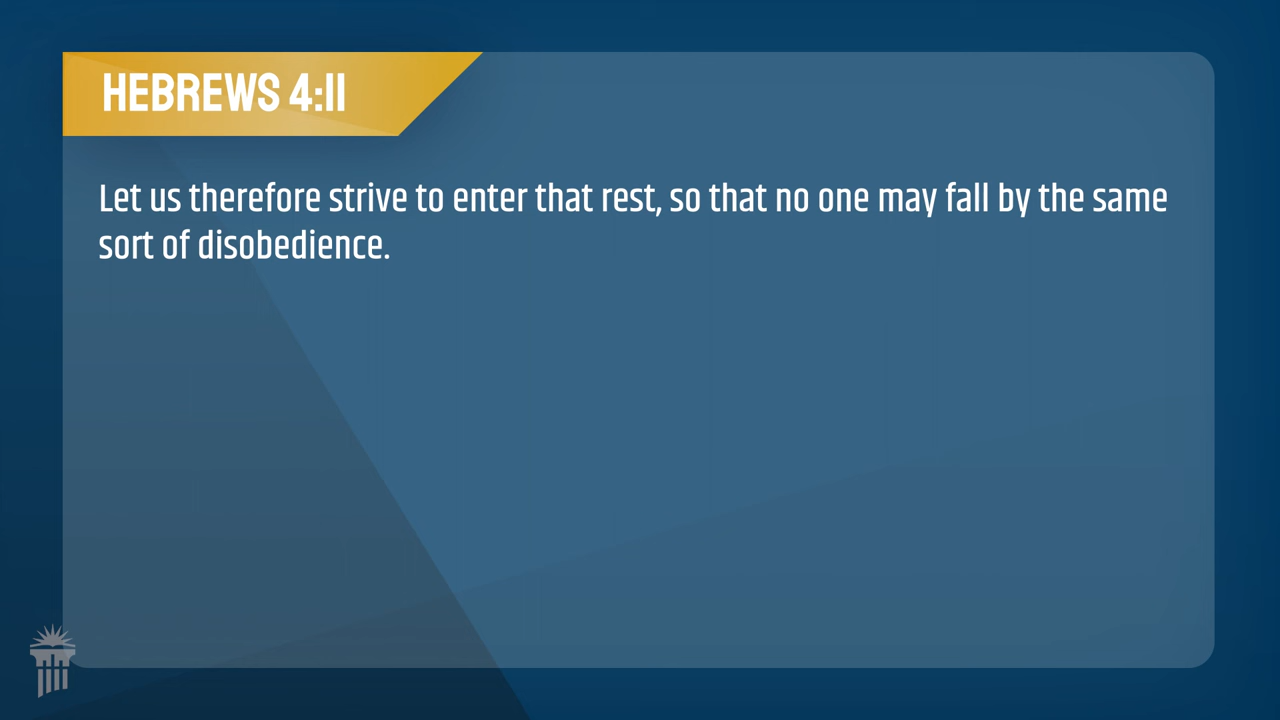 HEBREWS 4:11
Let us therefore strive to enter that rest, so that no one may fall by the same
sort of disobedience.